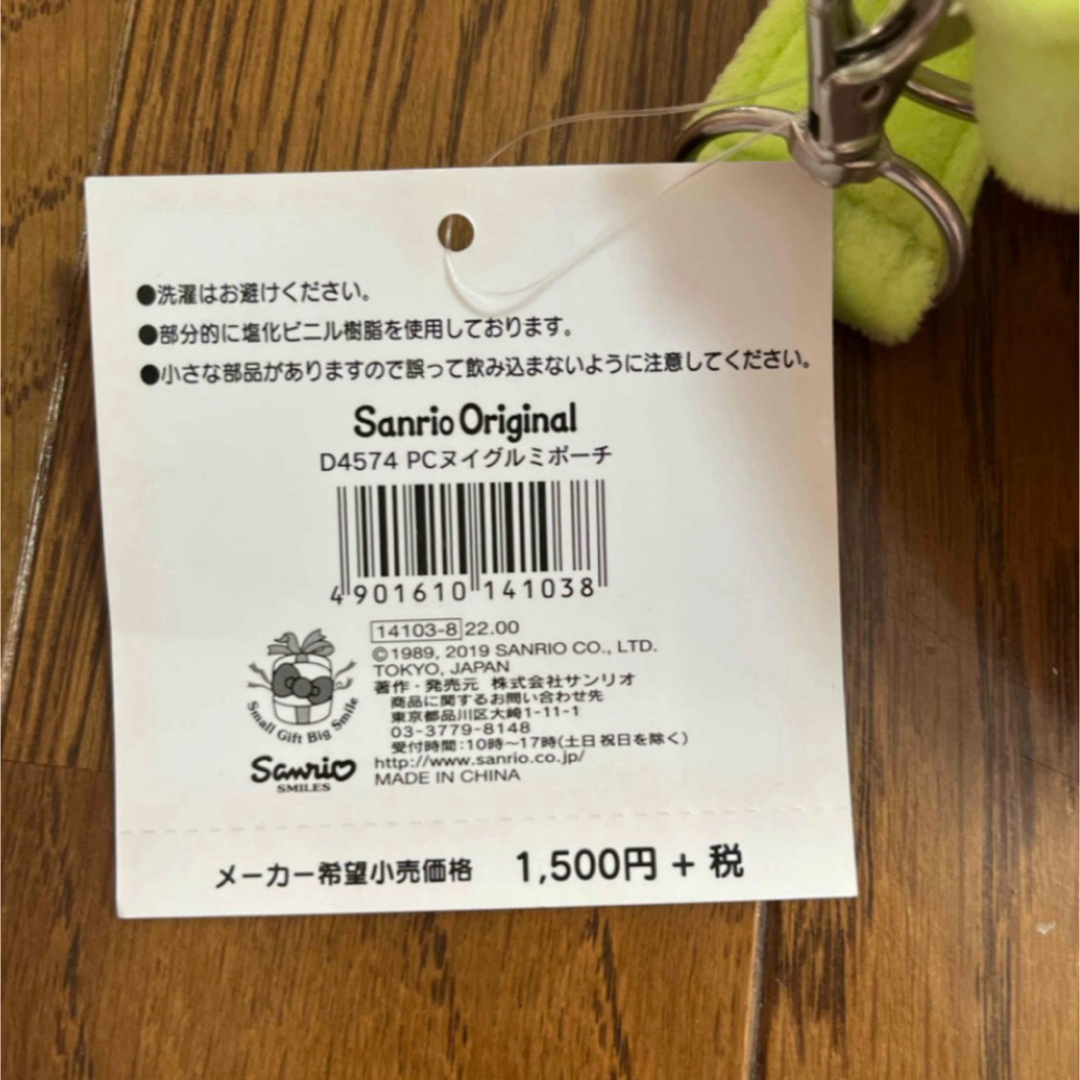 ●洗濯はお避けください。
●部分的に塩化ビニル樹脂を使用しております。
●小さな部品がありますので誤って飲み込まないように注意してください。
Sanrio Original
D4574 PCヌイグルミポーチ
4901610141038
14103-8 22.00
©1989, 2019 SANRIO CO., LTD.
TOKYO, JAPAN
著作・発売元 株式会社サンリオ
商品に関するお問い合わせ先
東京都品川区大崎1-11-1
03-3779-8148
受付時間:10時〜17時(土日祝日を除く)
http://www.sanrio.co.jp/
MADE IN CHINA
Small Gift Big Smile
Sanrio
SMILES
メーカー希望小売価格 1,500円 + 税